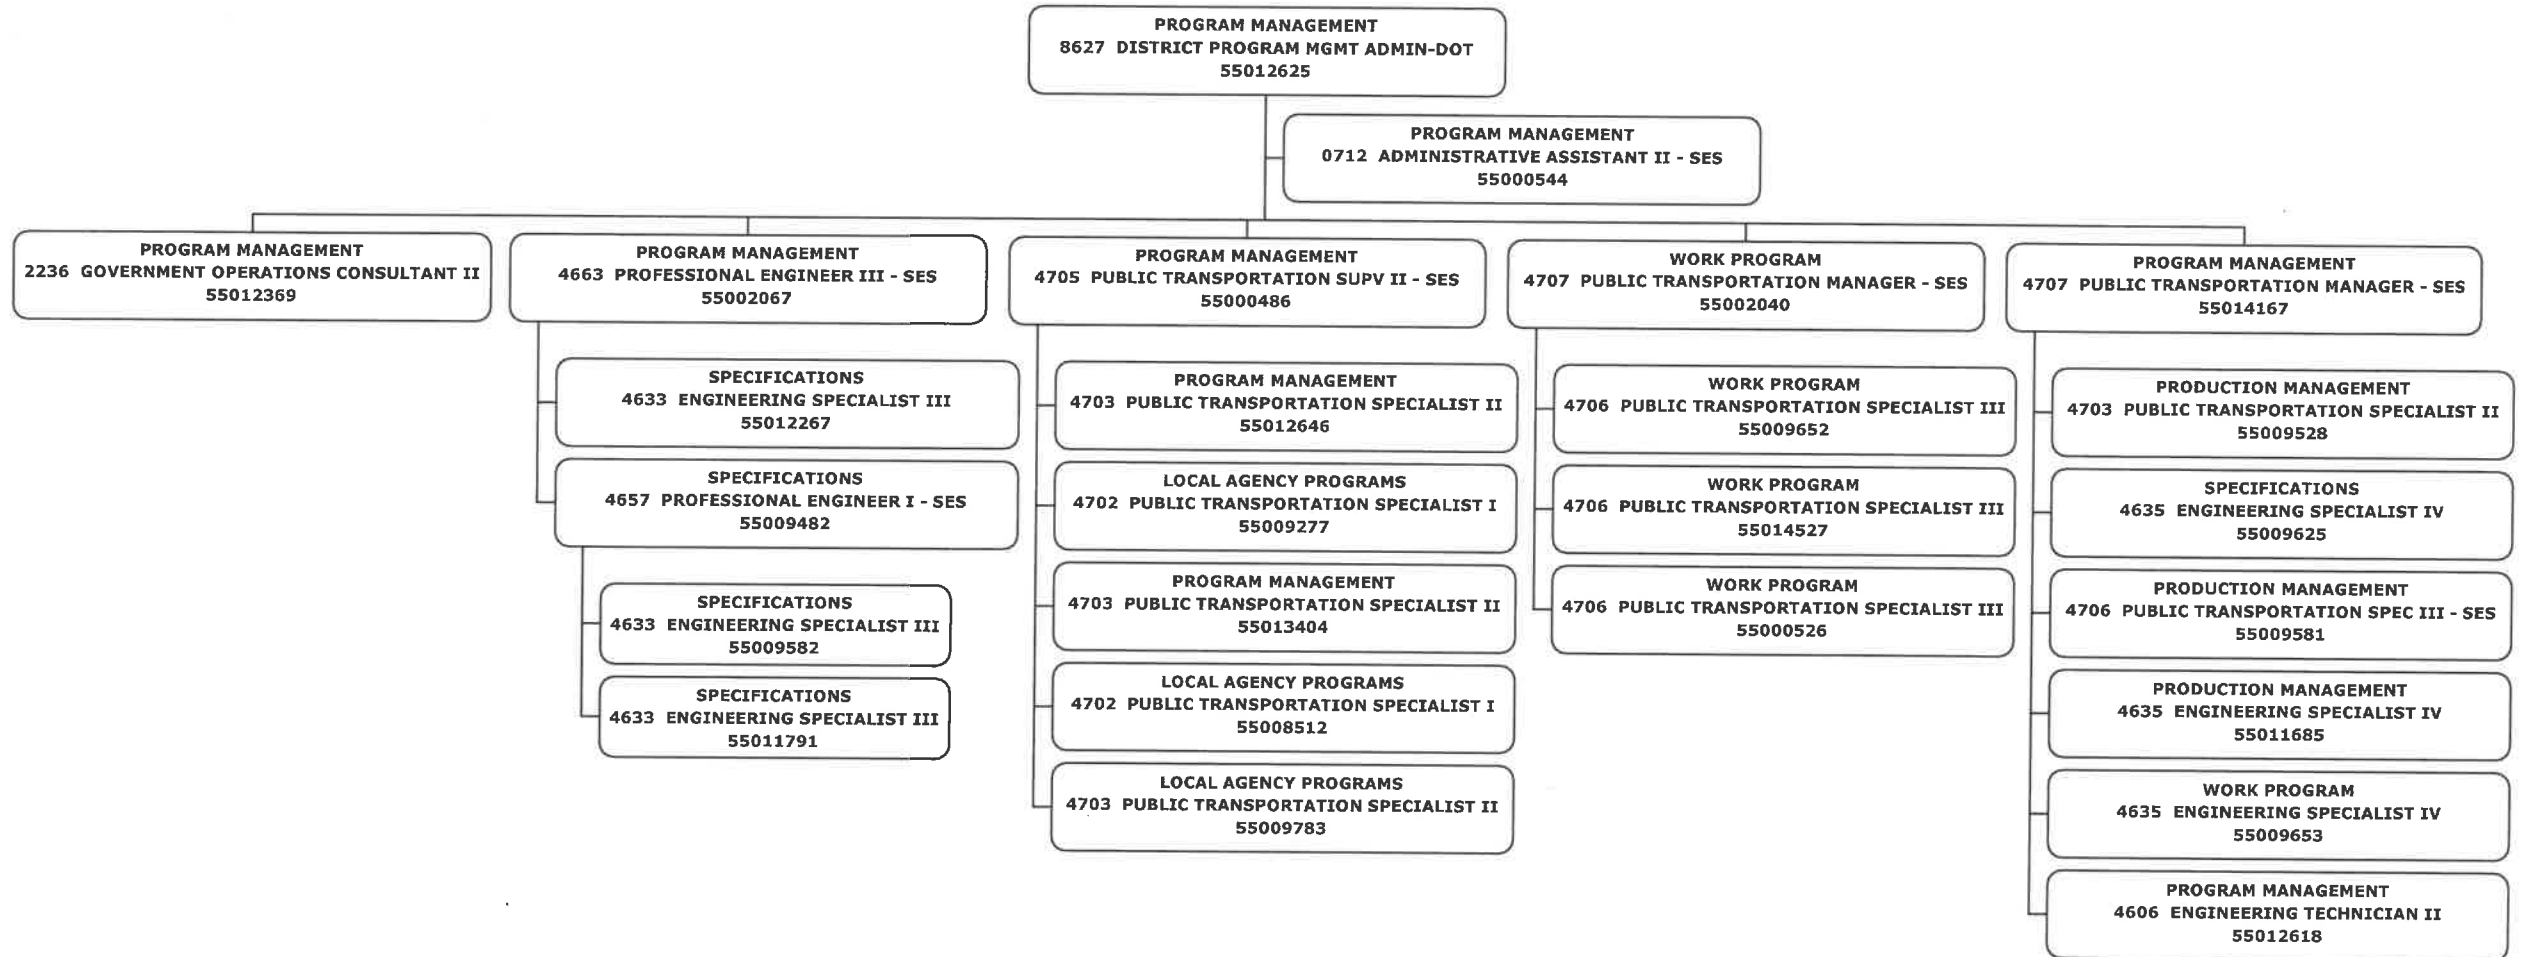 PROGRAM MANAGEMENT
8627 DISTRICT PROGRAM MGMT ADMIN-DOT
55012625
PROGRAM MANAGEMENT
0712 ADMINISTRATIVE ASSISTANT II - SES
55000544
PROGRAM MANAGEMENT
2236 GOVERNMENT OPERATIONS CONSULTANT II
55012369
PROGRAM MANAGEMENT
4663 PROFESSIONAL ENGINEER III - SES
55002067
SPECIFICATIONS
4633 ENGINEERING SPECIALIST III
55012267
SPECIFICATIONS
4657 PROFESSIONAL ENGINEER I - SES
55009482
SPECIFICATIONS
4633 ENGINEERING SPECIALIST III
55009582
SPECIFICATIONS
4633 ENGINEERING SPECIALIST III
55011791
PROGRAM MANAGEMENT
4705 PUBLIC TRANSPORTATION SUPV II - SES
55000486
PROGRAM MANAGEMENT
4703 PUBLIC TRANSPORTATION SPECIALIST II
55012646
LOCAL AGENCY PROGRAMS
4702 PUBLIC TRANSPORTATION SPECIALIST I
55009277
PROGRAM MANAGEMENT
4703 PUBLIC TRANSPORTATION SPECIALIST II
55013404
LOCAL AGENCY PROGRAMS
4702 PUBLIC TRANSPORTATION SPECIALIST I
55008512
LOCAL AGENCY PROGRAMS
4703 PUBLIC TRANSPORTATION SPECIALIST II
55009783
WORK PROGRAM
4707 PUBLIC TRANSPORTATION MANAGER - SES
55002040
WORK PROGRAM
4706 PUBLIC TRANSPORTATION SPECIALIST III
55009652
WORK PROGRAM
4706 PUBLIC TRANSPORTATION SPECIALIST III
55014527
WORK PROGRAM
4706 PUBLIC TRANSPORTATION SPECIALIST III
55000526
PROGRAM MANAGEMENT
4707 PUBLIC TRANSPORTATION MANAGER - SES
55014167
PRODUCTION MANAGEMENT
4703 PUBLIC TRANSPORTATION SPECIALIST II
55009528
SPECIFICATIONS
4635 ENGINEERING SPECIALIST IV
55009625
PRODUCTION MANAGEMENT
4706 PUBLIC TRANSPORTATION SPEC III - SES
55009581
PRODUCTION MANAGEMENT
4635 ENGINEERING SPECIALIST IV
55011685
WORK PROGRAM
4635 ENGINEERING SPECIALIST IV
55009653
PROGRAM MANAGEMENT
4606 ENGINEERING TECHNICIAN II
55012618